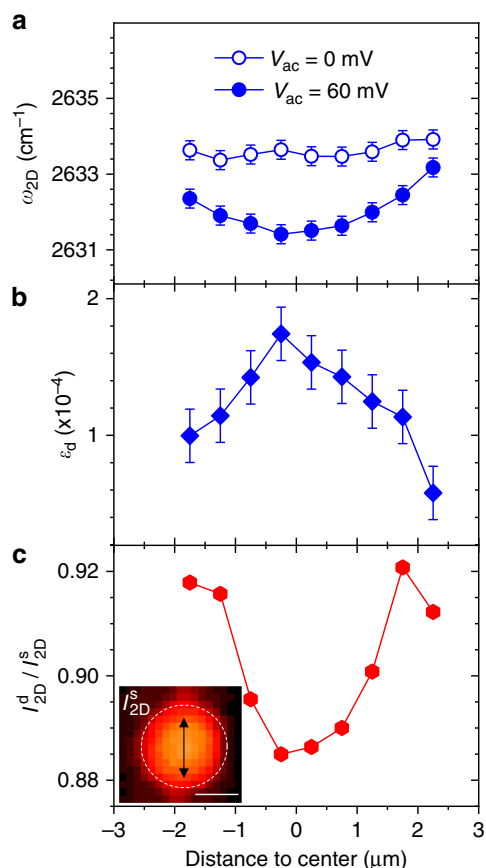 a
V_ac = 0 mV
V_ac = 60 mV
2635
2633
2631
ω_2D (cm⁻¹)
b
2
1
ε_d (x10⁻⁴)
c
0.92
0.90
0.88
I^d_2D / I^s_2D
I^s_2D
−3 −2 −1 0 1 2 3
Distance to center (μm)